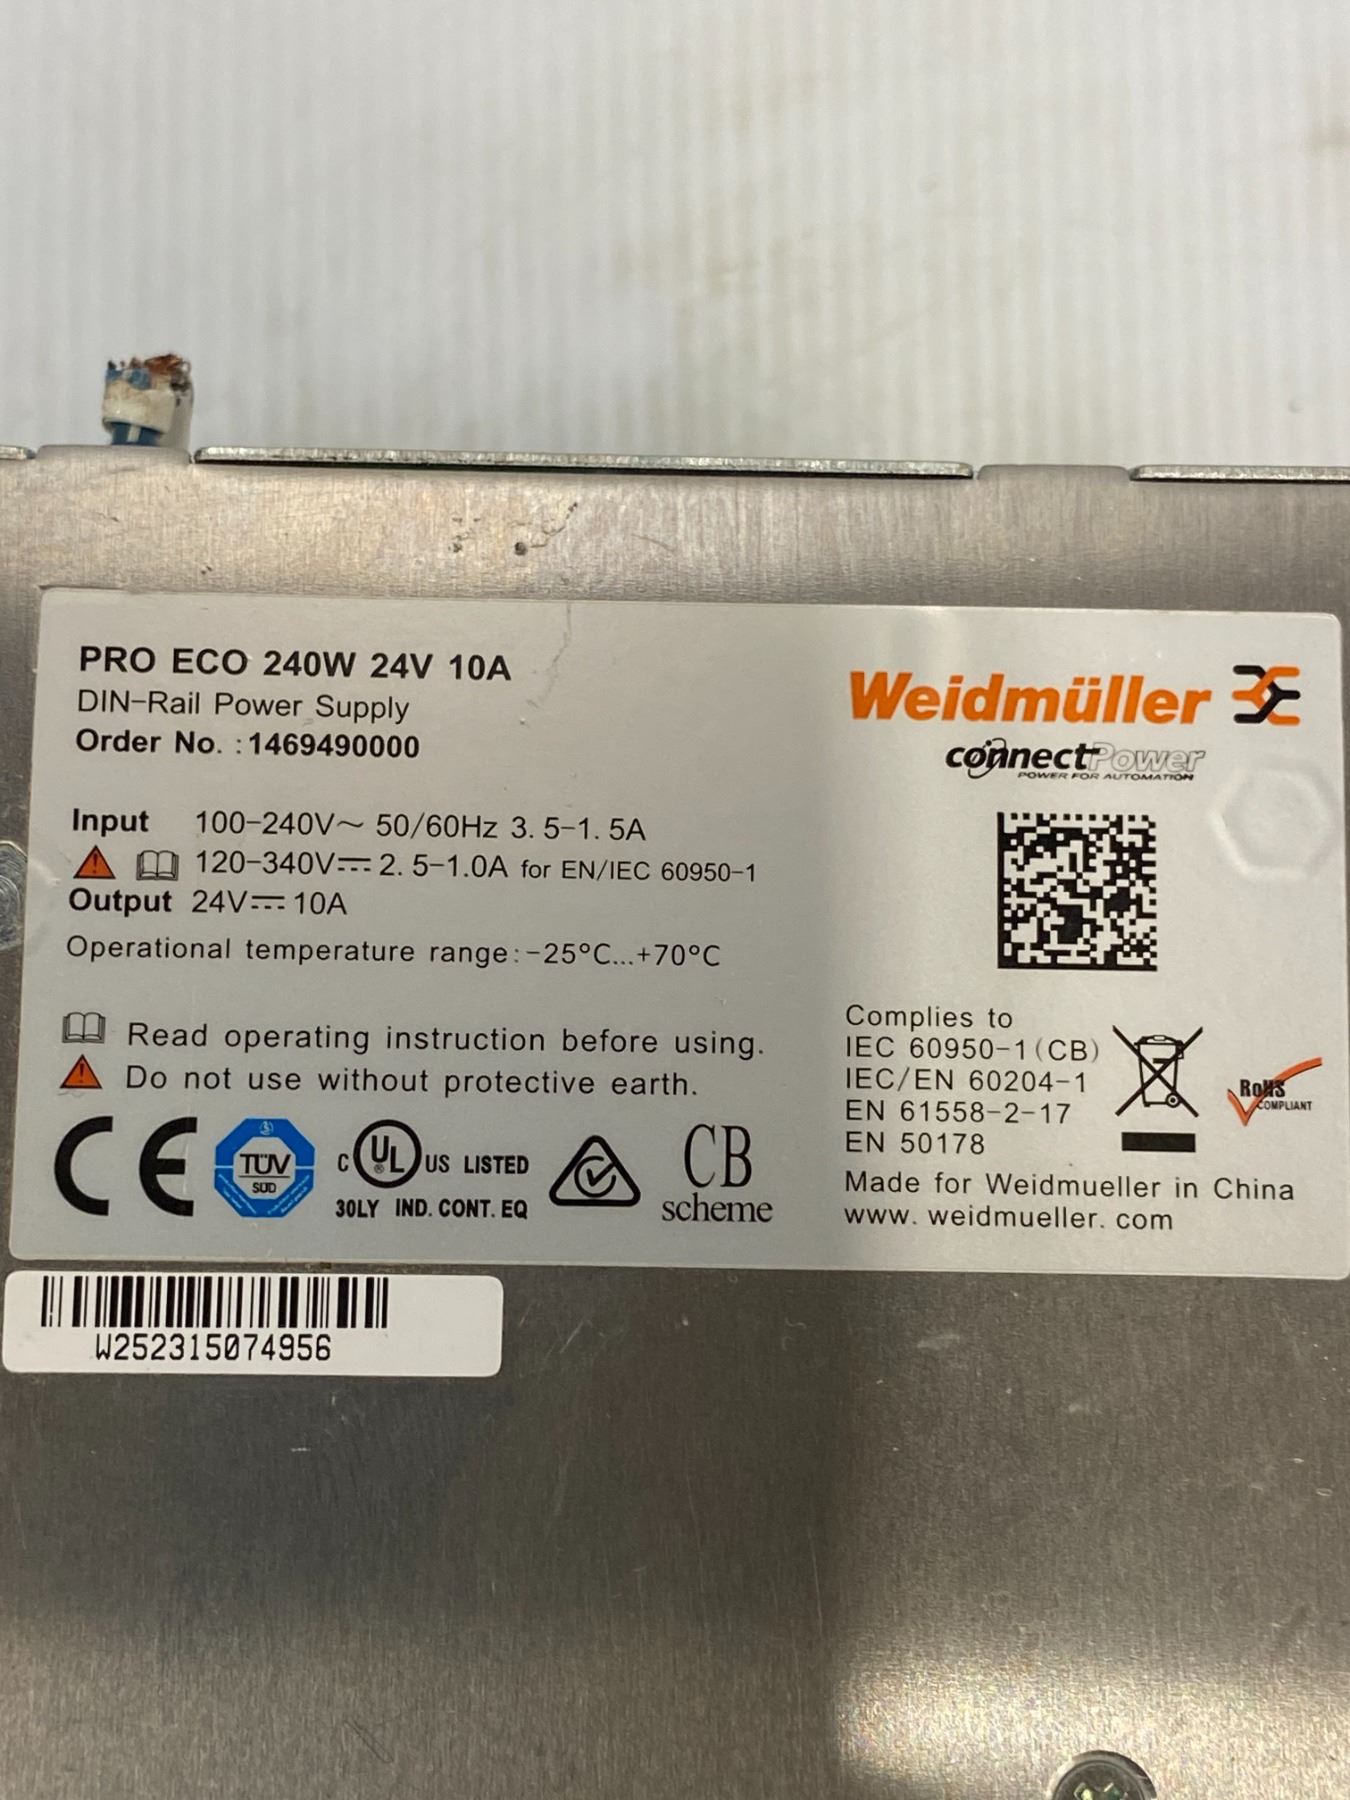 PRO ECO 240W 24V 10A
DIN-Rail Power Supply
Order No. :1469490000
Weidmüller
connectPower
POWER FOR AUTOMATION
Input 100-240V~ 50/60Hz 3.5-1.5A
120-340V⎓2.5-1.0A for EN/IEC 60950-1
Output 24V⎓10A
Operational temperature range:-25°C...+70°C
Read operating instruction before using.
Do not use without protective earth.
CE
TÜV
SÜD
C UL ® US LISTED
30LY IND. CONT. EQ
CB
scheme
Complies to
IEC 60950-1(CB)
IEC/EN 60204-1
EN 61558-2-17
EN 50178
RoHS
COMPLIANT
Made for Weidmueller in China
www.weidmueller.com
W252315074956